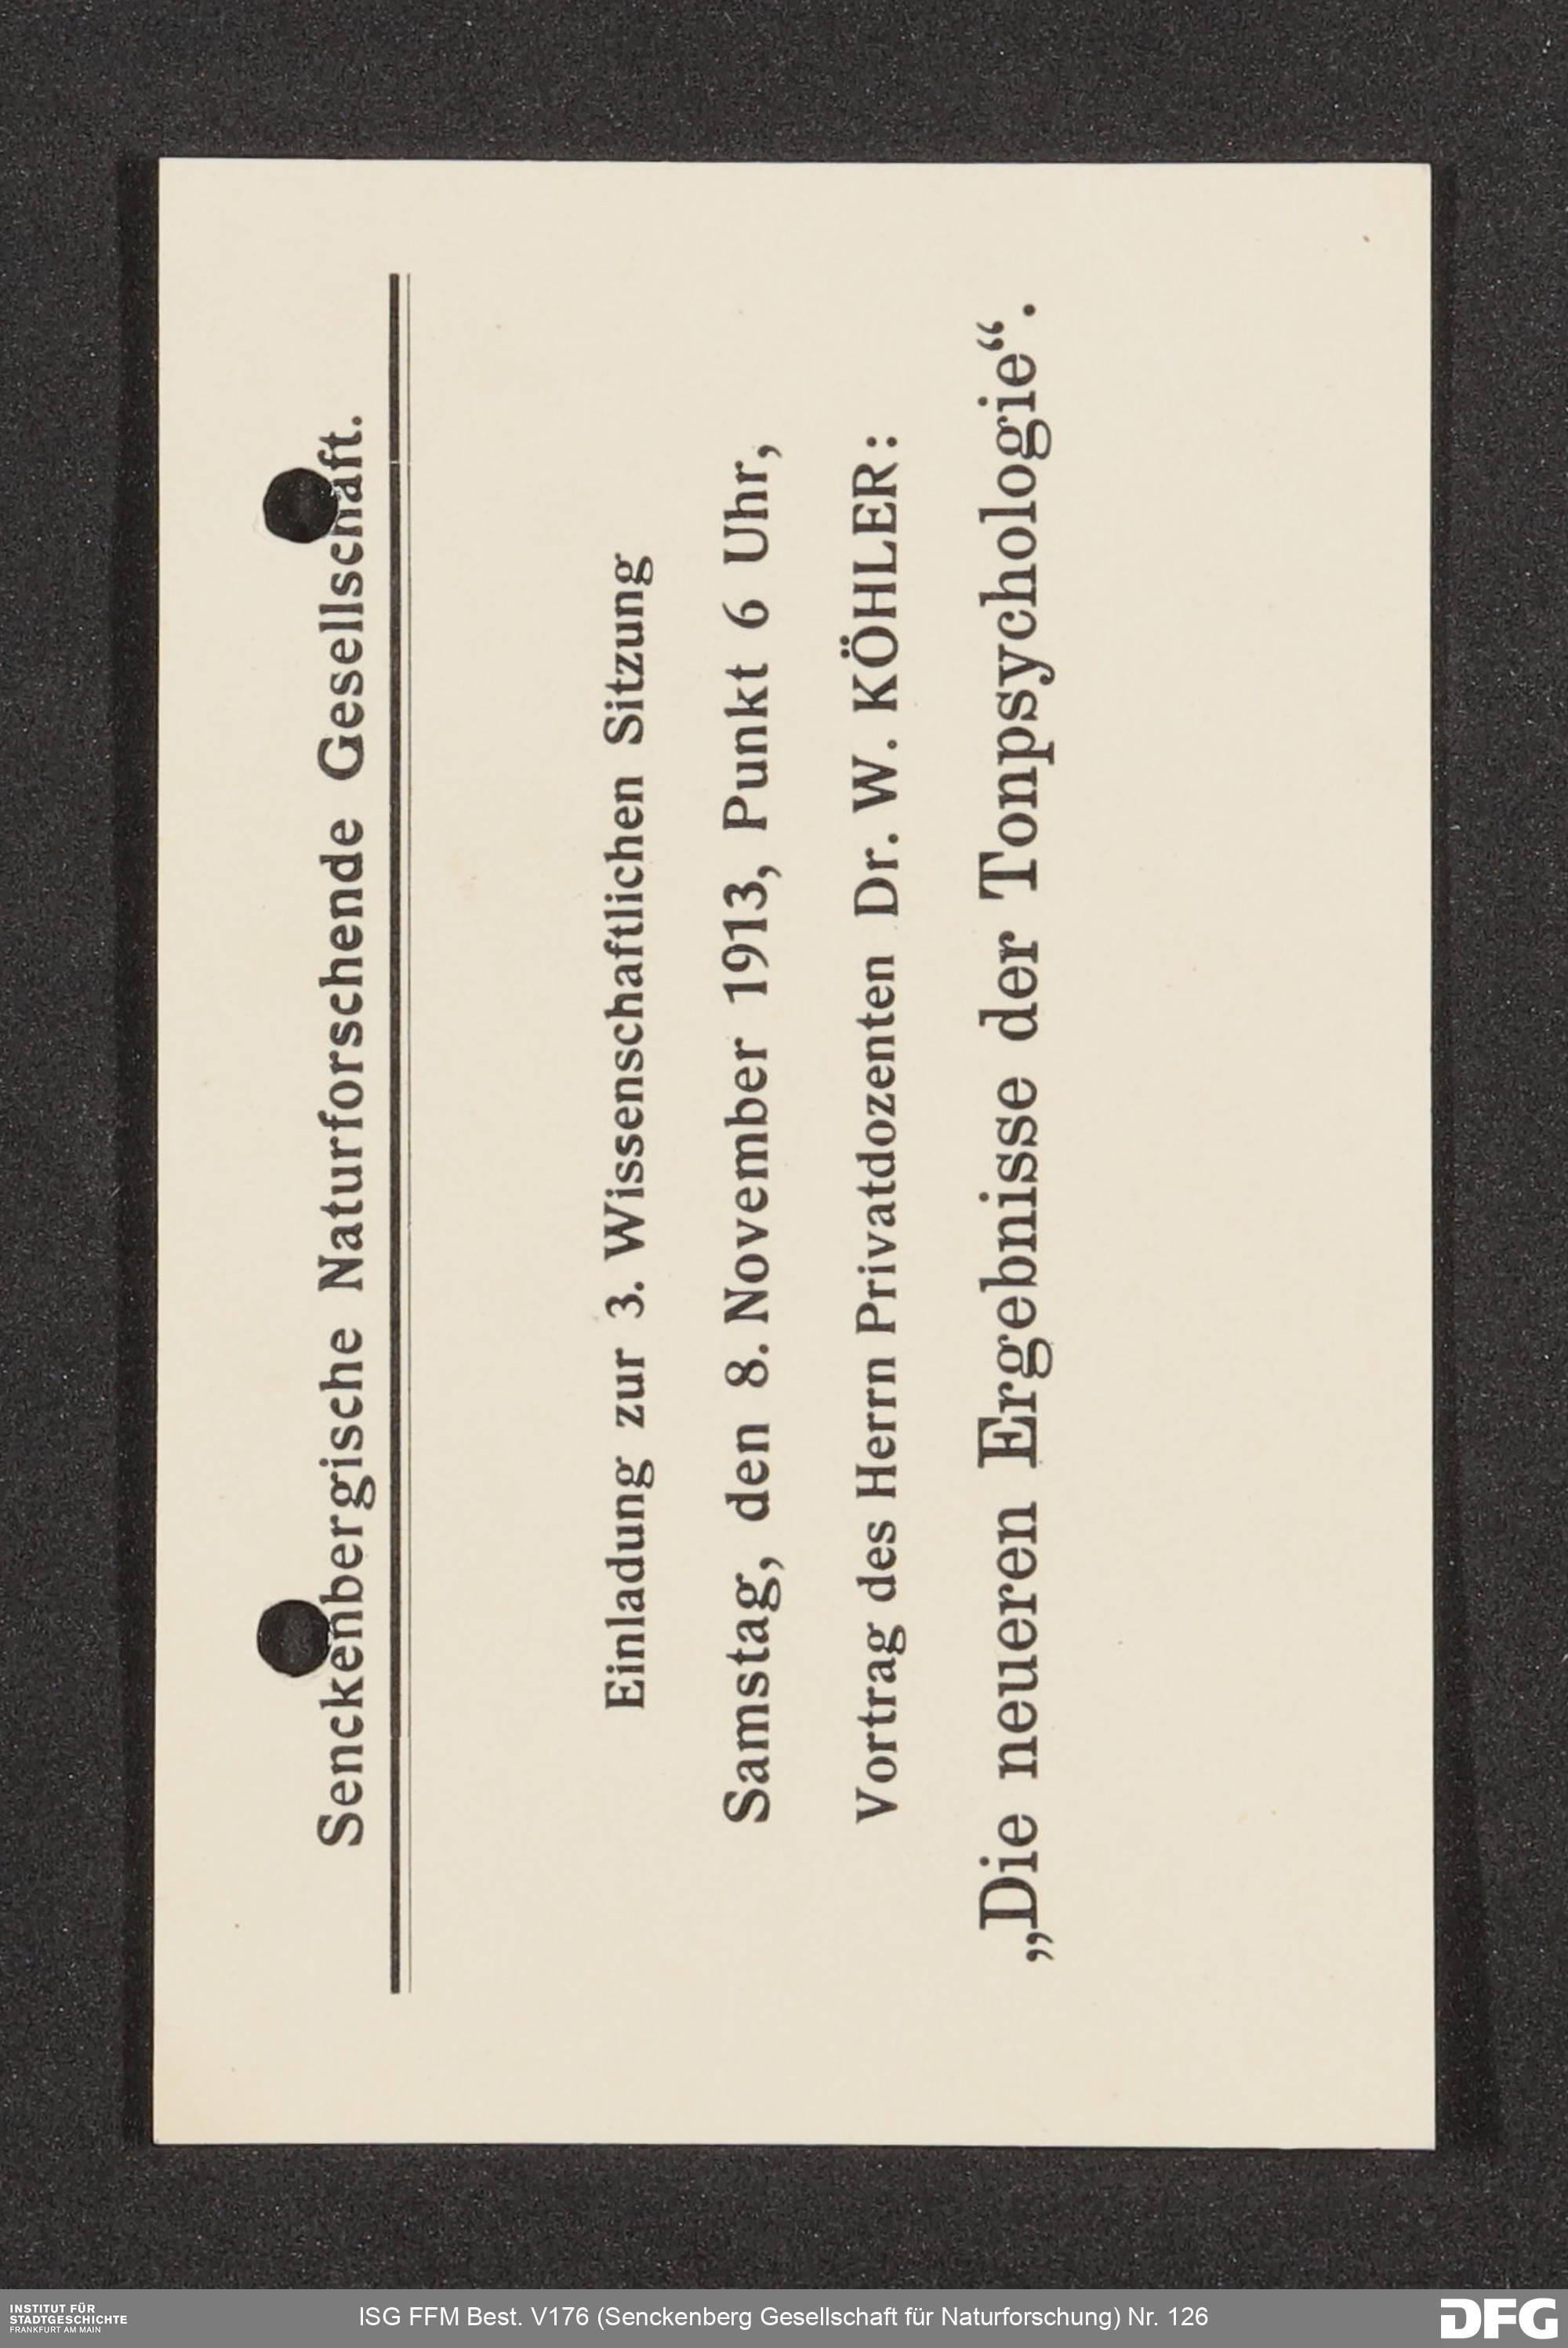 Senckenbergische Naturforschende Gesellschaft.
Einladung zur 3. Wissenschaftlichen Sitzung
Samstag, den 8. November 1913, Punkt 6 Uhr,
Vortrag des Herrn Privatdozenten Dr. W. KÖHLER:
„Die neueren Ergebnisse der Tonpsychologie“.
INSTITUT FÜR
STADTGESCHICHTE
FRANKFURT AM MAIN
ISG FFM Best. V176 (Senckenberg Gesellschaft für Naturforschung) Nr. 126
DFG